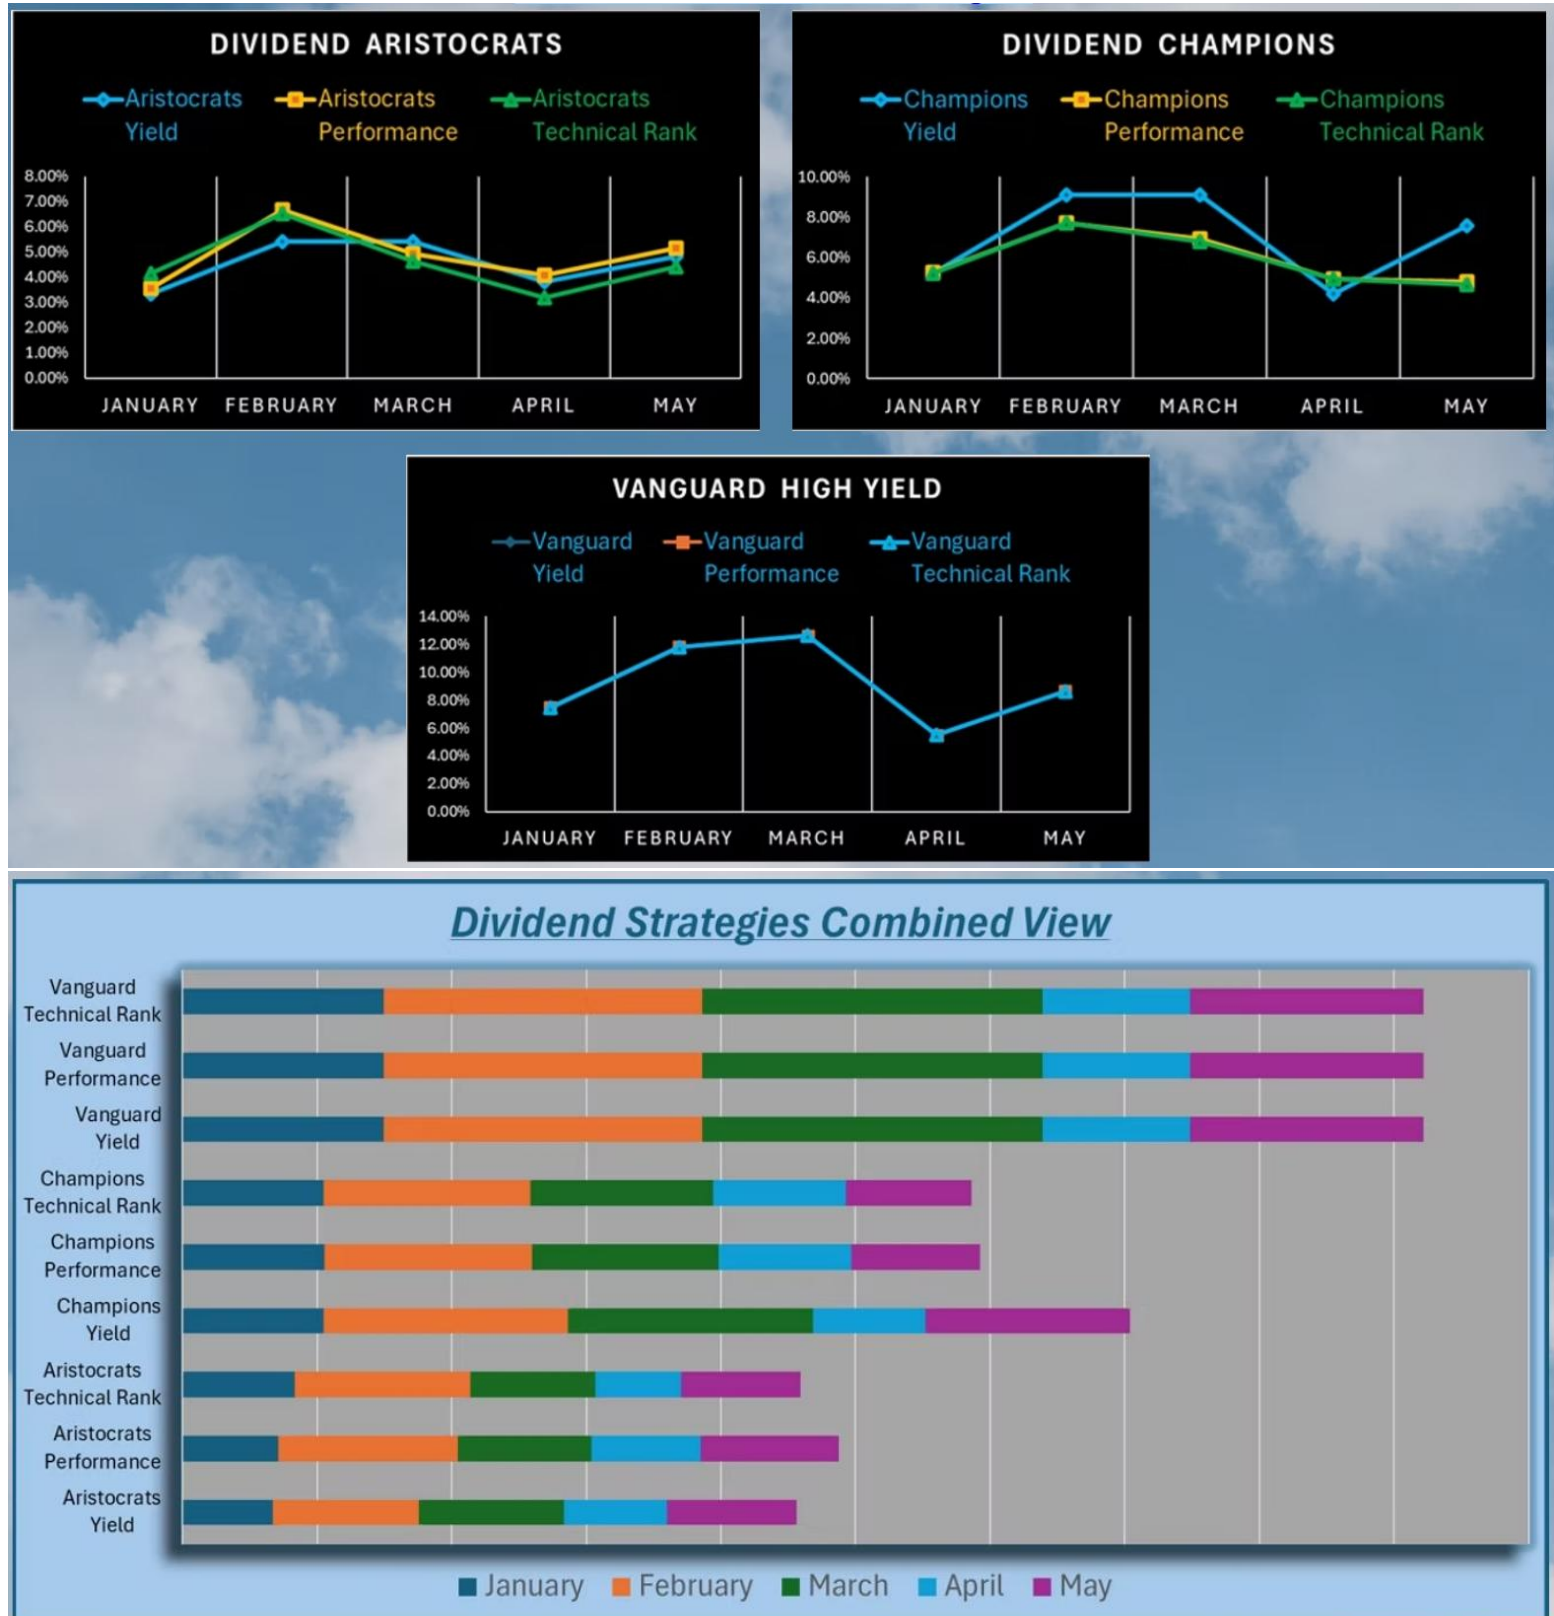 DIVIDEND ARISTOCRATS
Aristocrats Yield
Aristocrats Performance
Aristocrats Technical Rank
8.00%
7.00%
6.00%
5.00%
4.00%
3.00%
2.00%
1.00%
0.00%
JANUARY FEBRUARY MARCH APRIL MAY
DIVIDEND CHAMPIONS
Champions Yield
Champions Performance
Champions Technical Rank
10.00%
8.00%
6.00%
4.00%
2.00%
0.00%
JANUARY FEBRUARY MARCH APRIL MAY
VANGUARD HIGH YIELD
Vanguard Yield
Vanguard Performance
Vanguard Technical Rank
14.00%
12.00%
10.00%
8.00%
6.00%
4.00%
2.00%
0.00%
JANUARY FEBRUARY MARCH APRIL MAY
Dividend Strategies Combined View
Vanguard
Technical Rank
Vanguard
Performance
Vanguard
Yield
Champions
Technical Rank
Champions
Performance
Champions
Yield
Aristocrats
Technical Rank
Aristocrats
Performance
Aristocrats
Yield
January February March April May